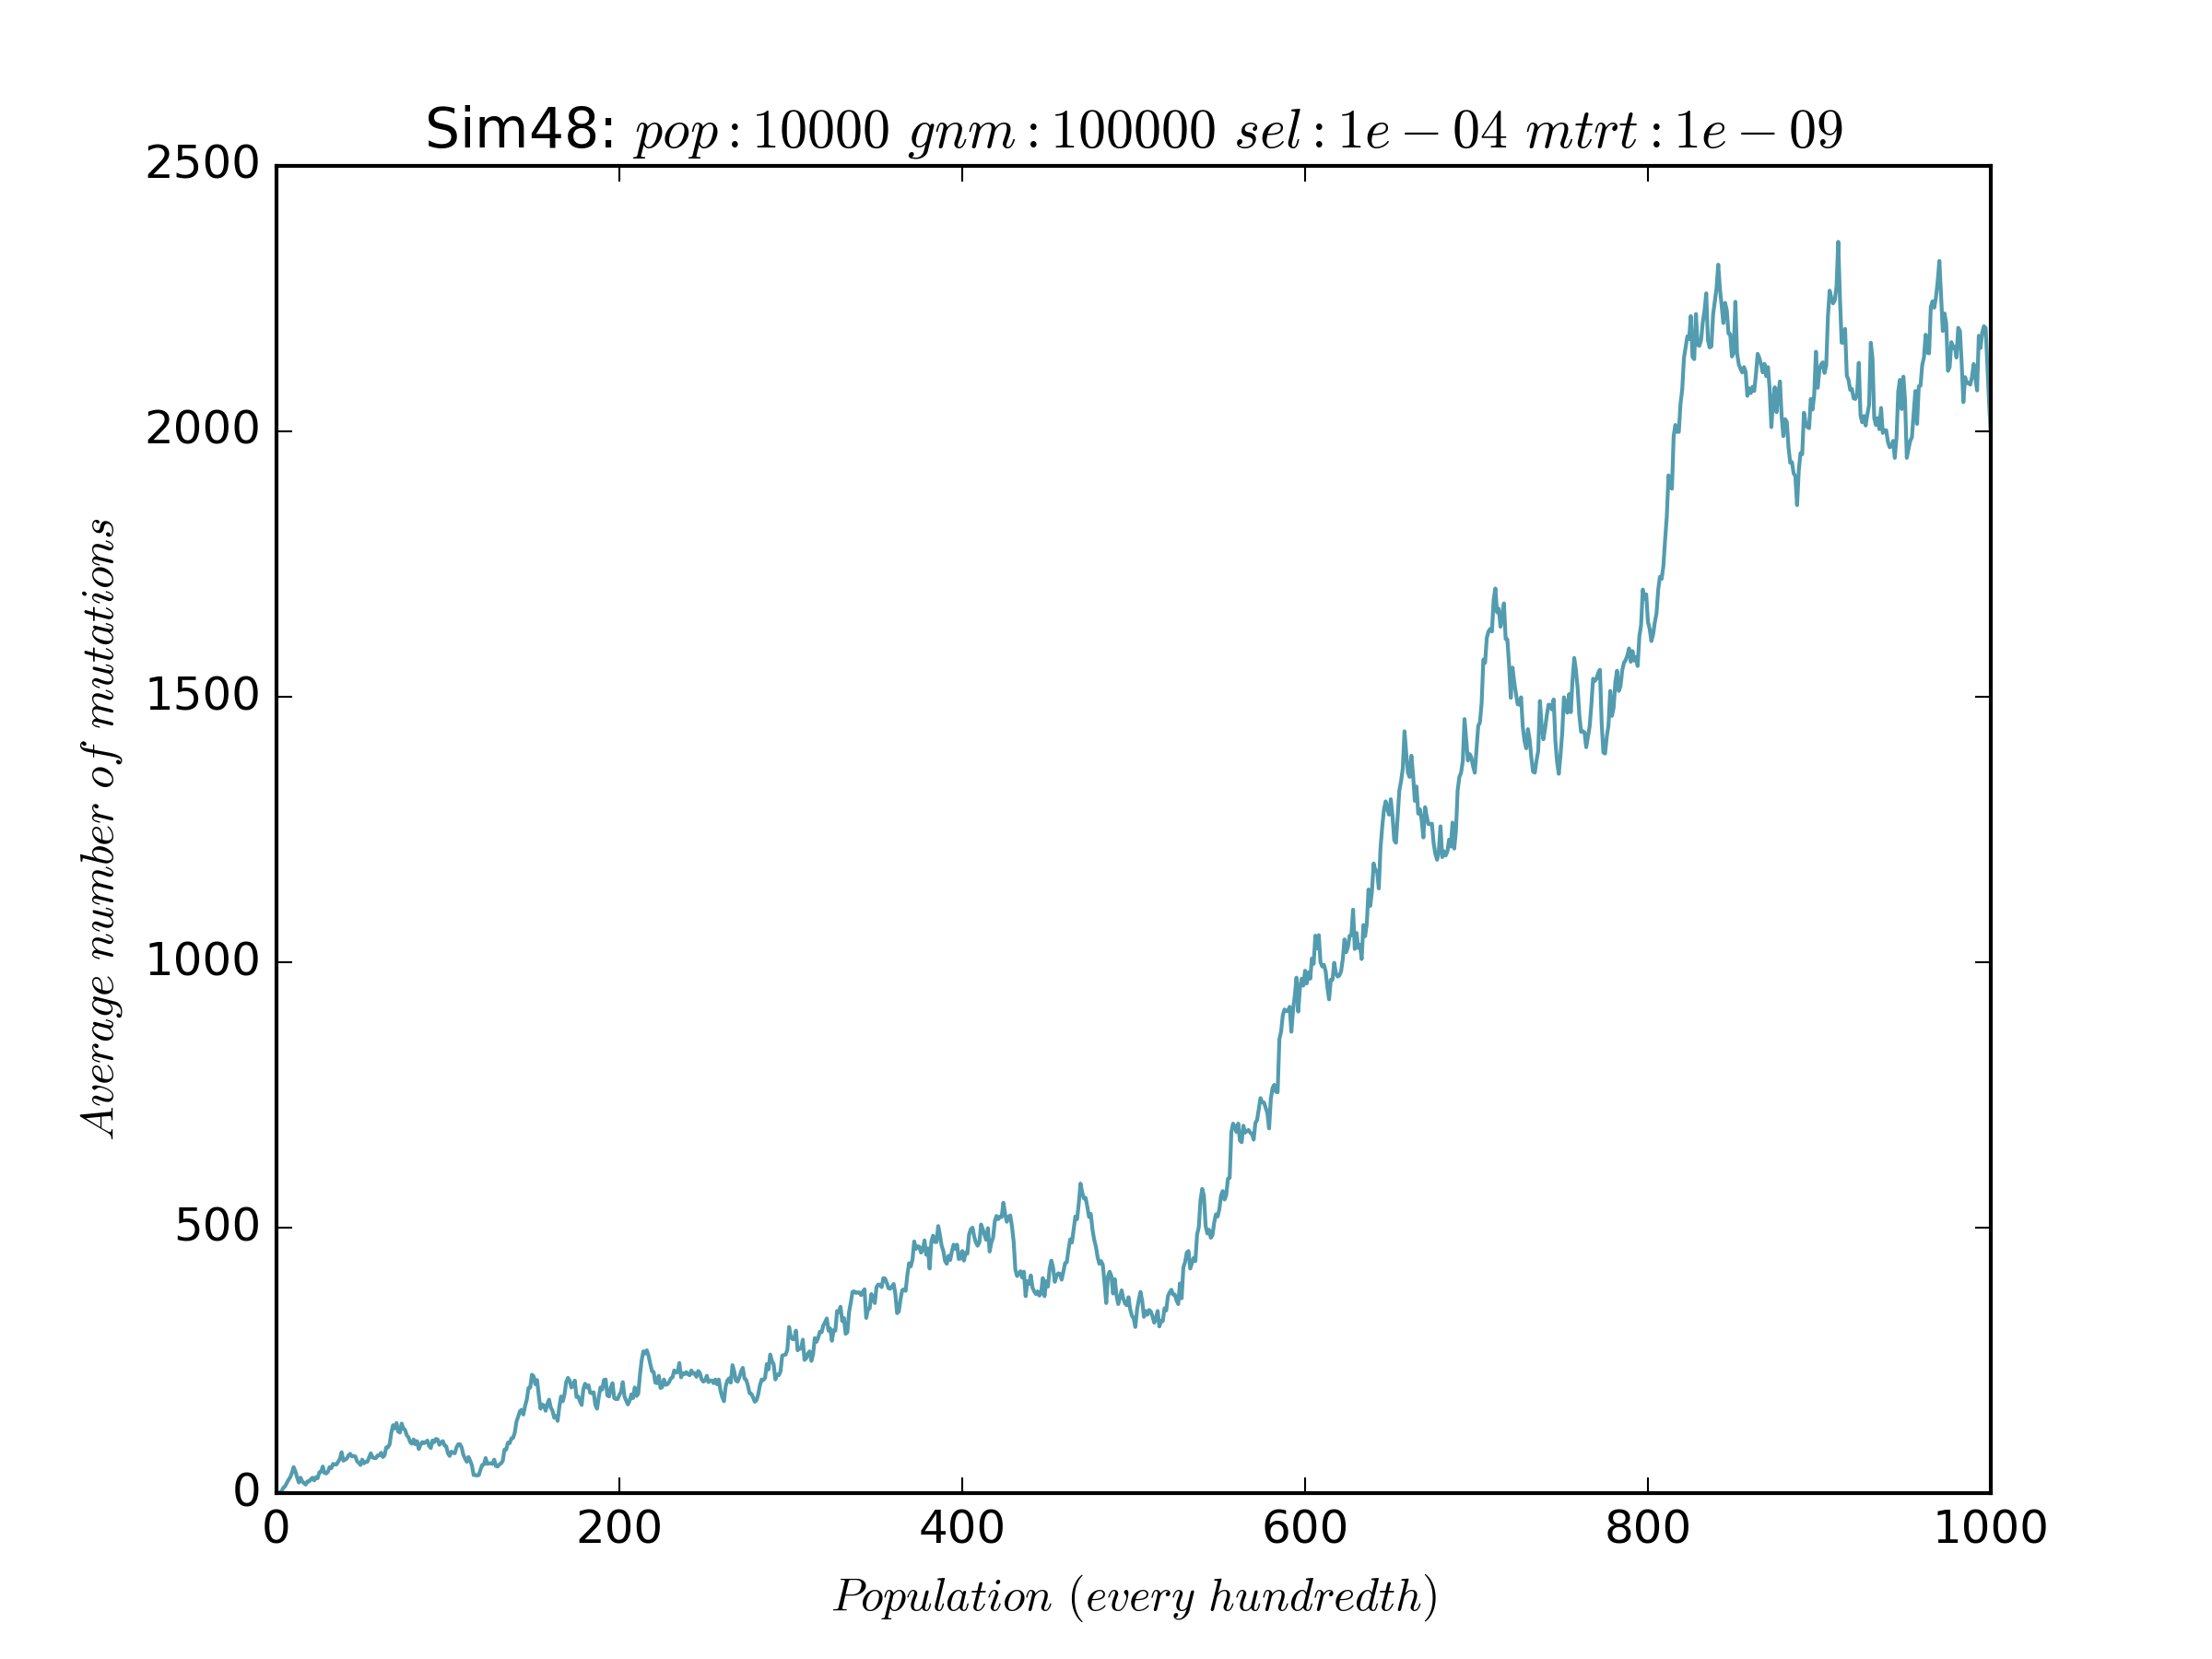 Sim48: pop : 10000 gnm : 100000 sel : 1e − 04 mtrt : 1e − 09
2500
2000
1500
1000
500
0
Average number of mutations
0 200 400 600 800 1000
Population (every hundredth)